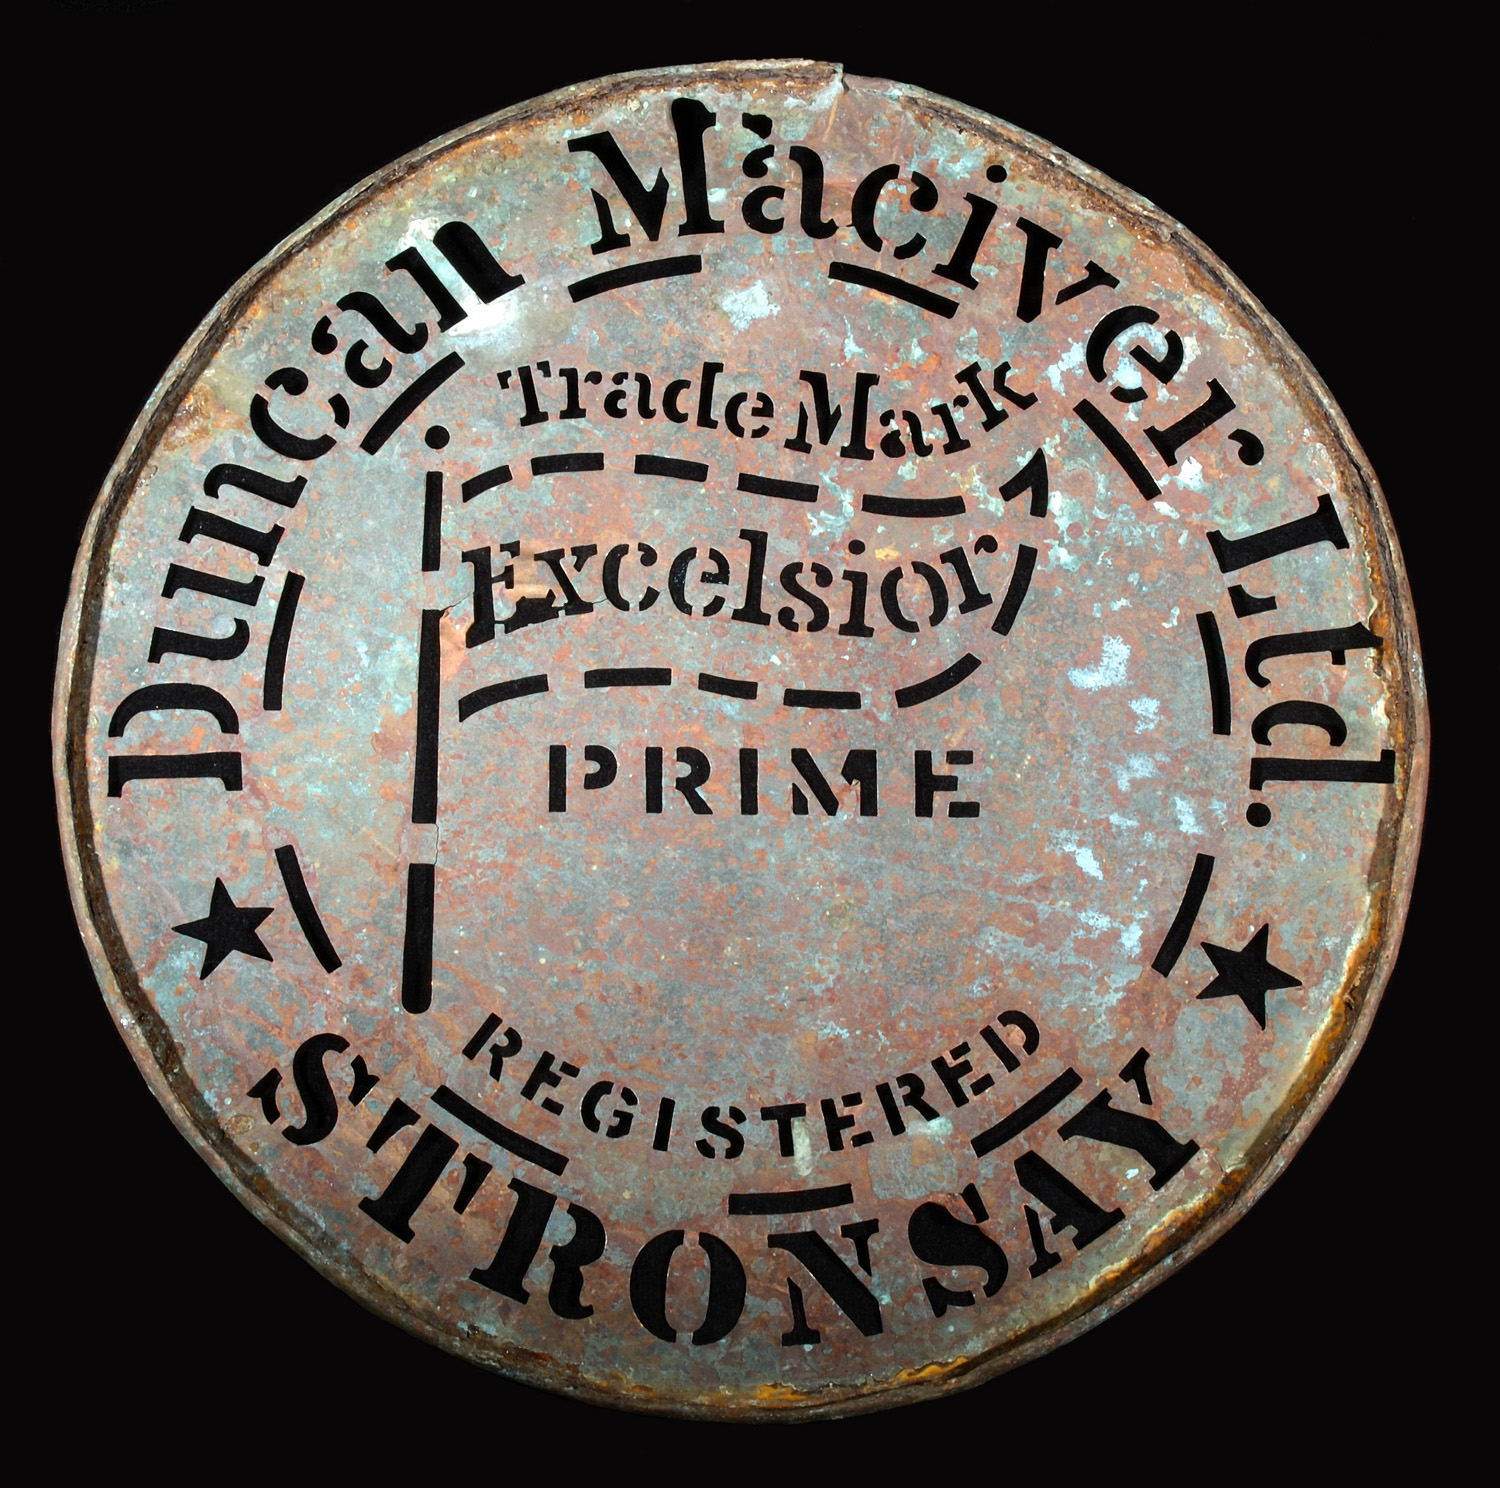 Duncan Maciver Ltd.
Trade Mark
Excelsior
PRIME
REGISTERED
STRONSAY